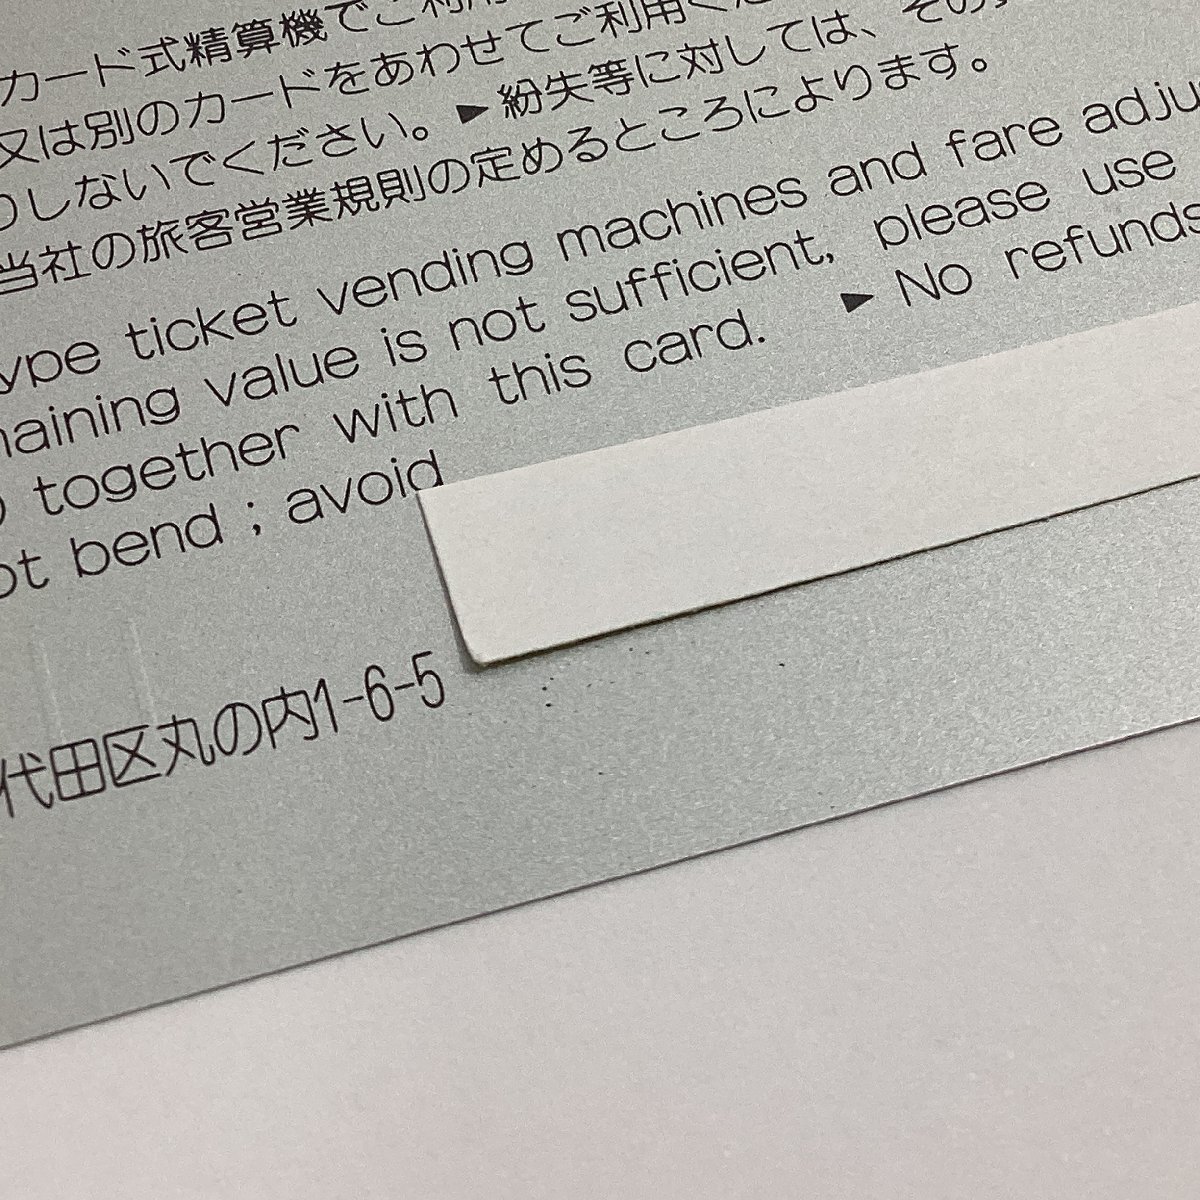 カード式精算機でご利用
又は別のカードをあわせてご利用くだ
しないでください。▶紛失等に対しては、その
当社の旅客営業規則の定めるところによります。
ype ticket vending machines and fare adju
maining value is not sufficient, please use
together with this card. ▶ No refunds
ot bend ; avoid
代田区丸の内1-6-5